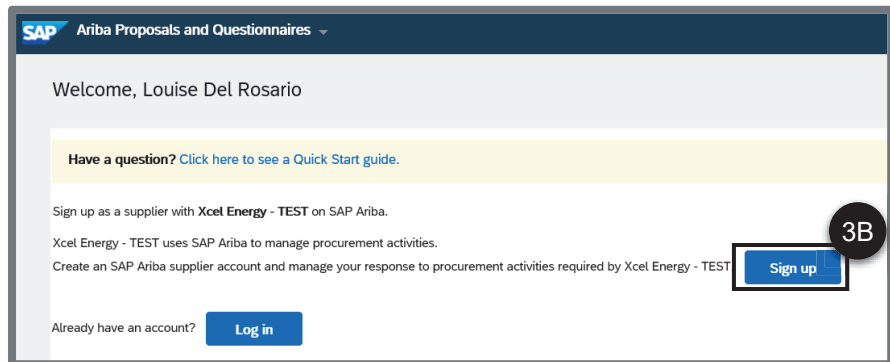 SAP Ariba Proposals and Questionnaires
Welcome, Louise Del Rosario
Have a question? Click here to see a Quick Start guide.
Sign up as a supplier with Xcel Energy - TEST on SAP Ariba.
Xcel Energy - TEST uses SAP Ariba to manage procurement activities.
3B
Create an SAP Ariba supplier account and manage your response to procurement activities required by Xcel Energy - TEST. Sign up
Already have an account? Log in